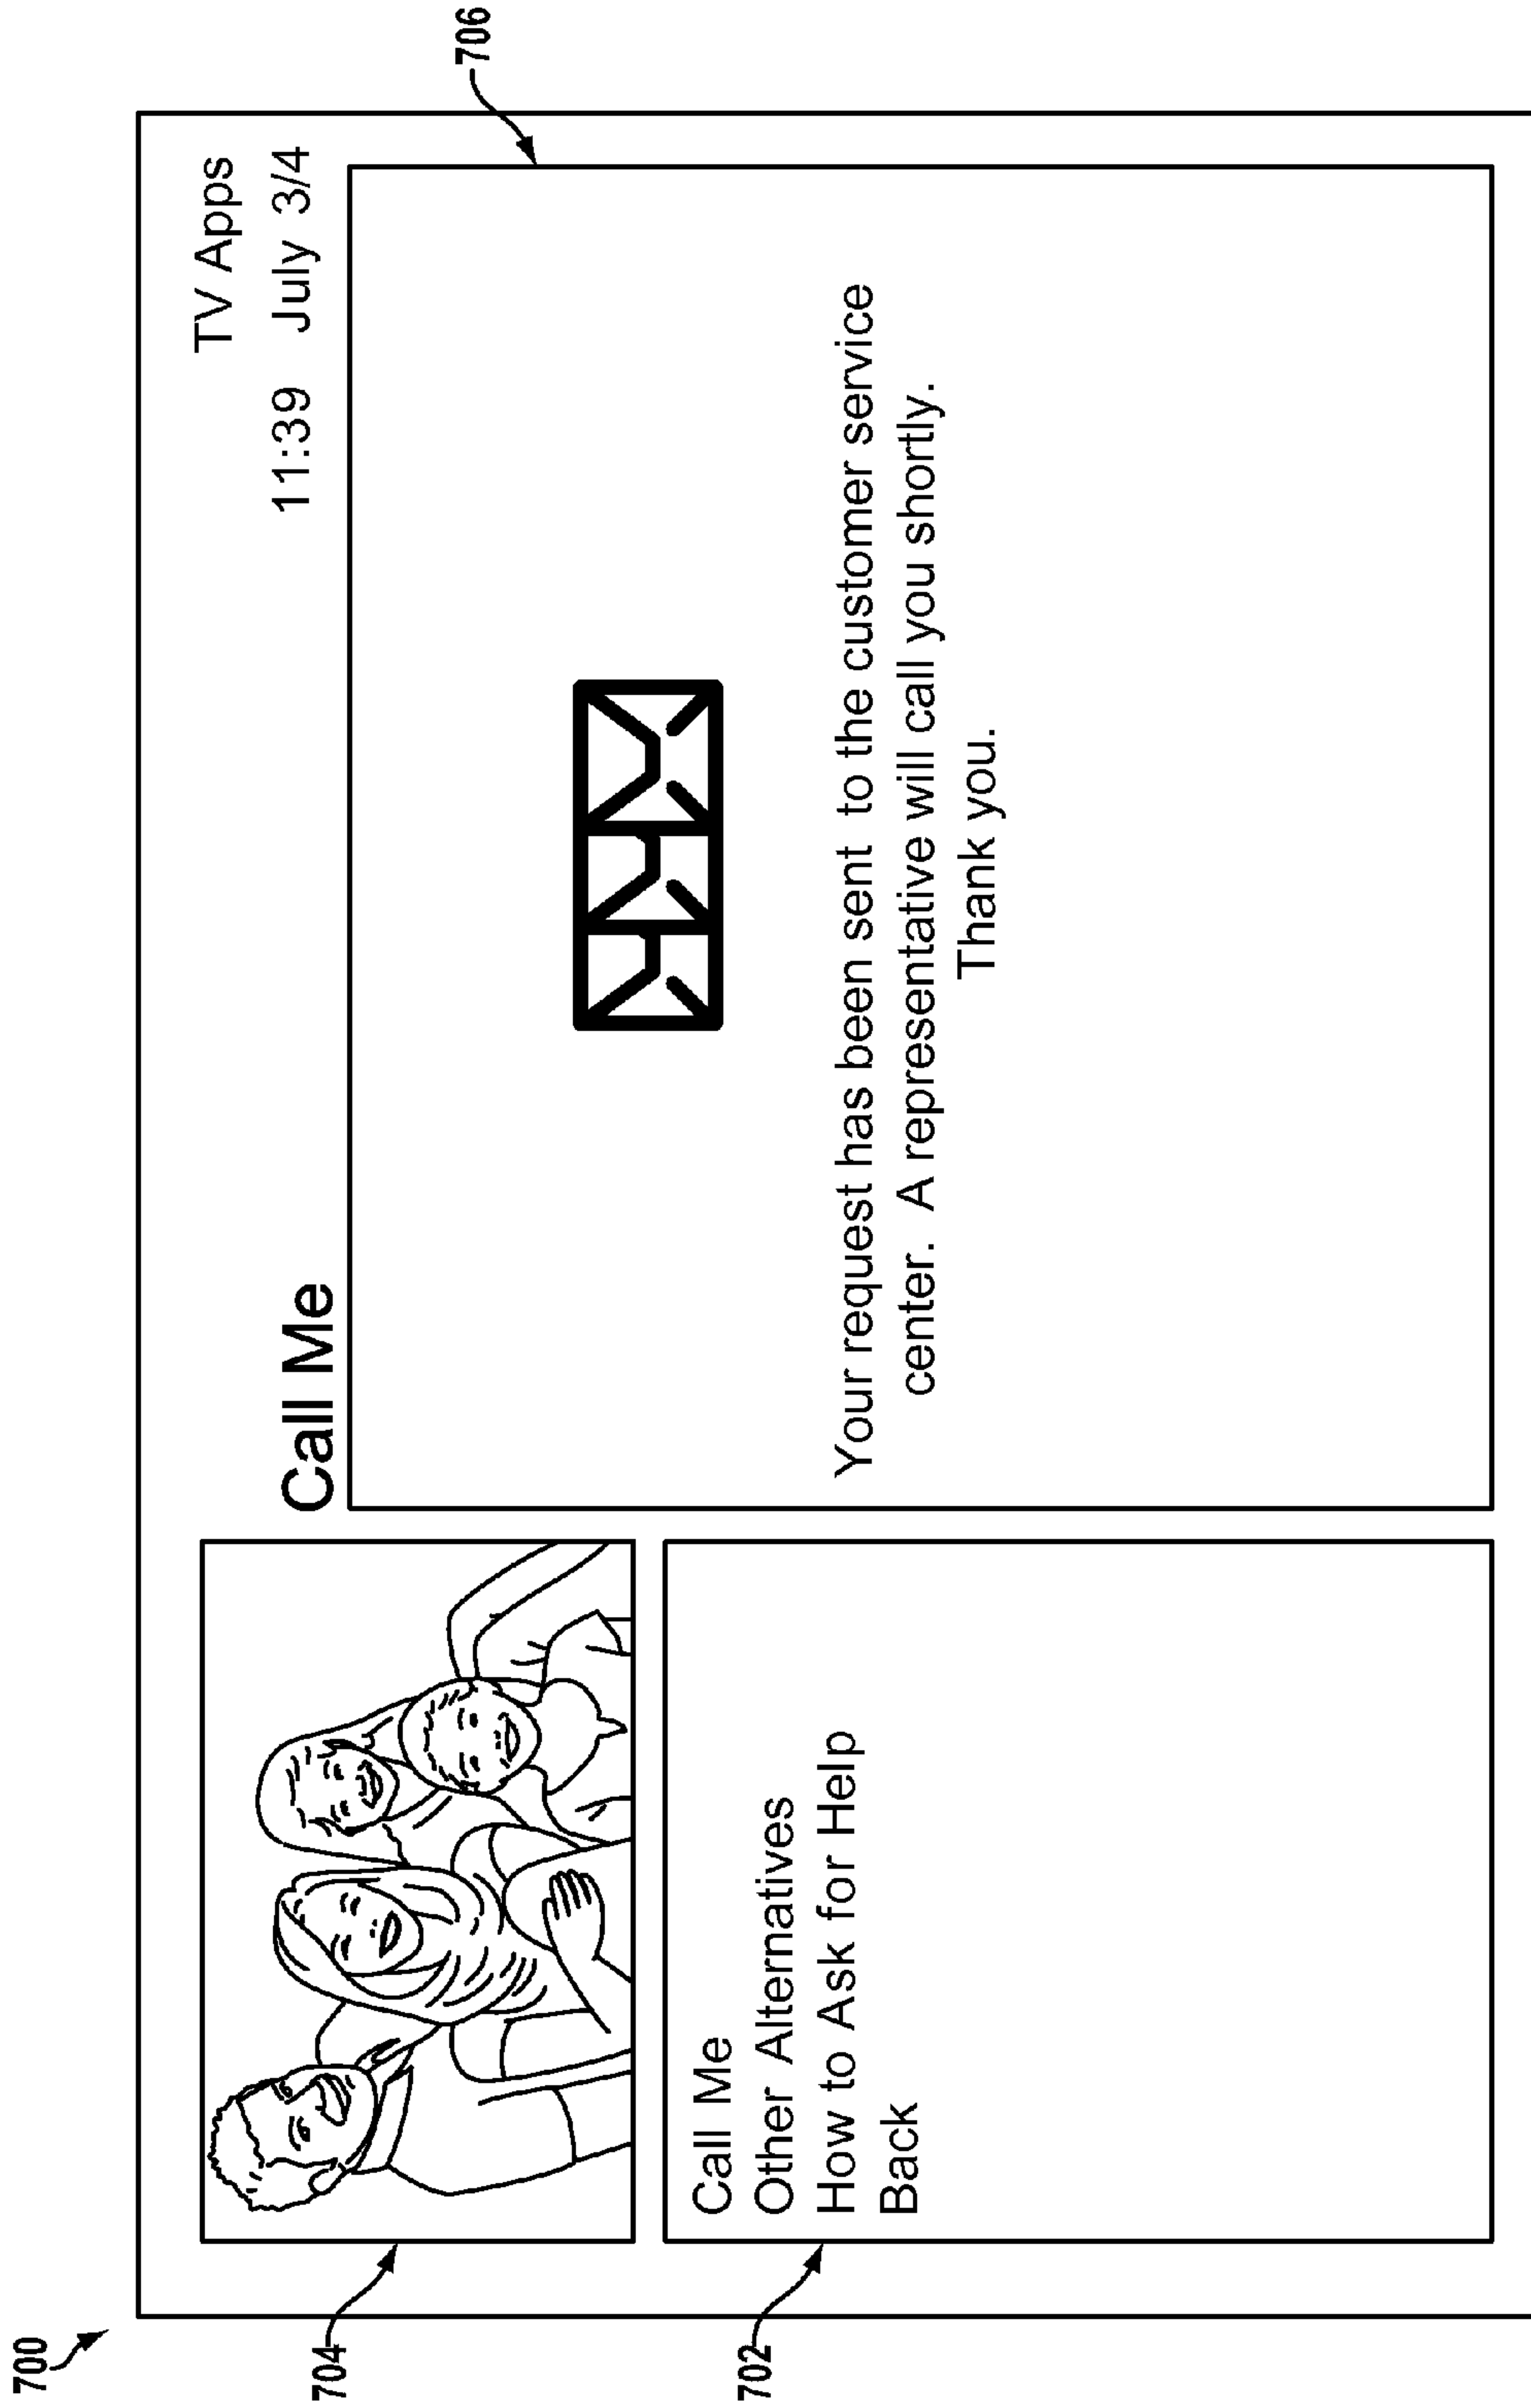 700
TV Apps
Call Me
11:39 July 3/4
704
706
Your request has been sent to the customer service
center. A representative will call you shortly.
Thank you.
702
Call Me
Other Alternatives
How to Ask for Help
Back